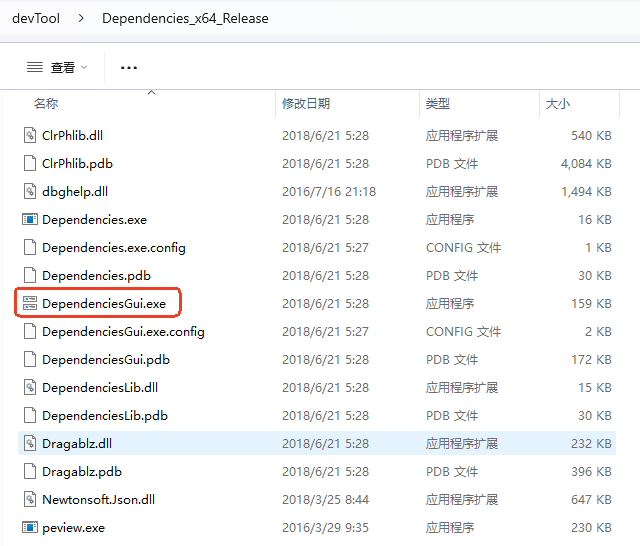 devTool > Dependencies_x64_Release
查看 ...
名称 修改日期 类型 大小
ClrPhlib.dll 2018/6/21 5:28 应用程序扩展 540 KB
ClrPhlib.pdb 2018/6/21 5:28 PDB 文件 4,084 KB
dbghelp.dll 2016/7/16 21:18 应用程序扩展 1,494 KB
Dependencies.exe 2018/6/21 5:28 应用程序 16 KB
Dependencies.exe.config 2018/6/21 5:27 CONFIG 文件 1 KB
Dependencies.pdb 2018/6/21 5:28 PDB 文件 30 KB
DependenciesGui.exe 2018/6/21 5:28 应用程序 159 KB
DependenciesGui.exe.config 2018/6/21 5:27 CONFIG 文件 2 KB
DependenciesGui.pdb 2018/6/21 5:28 PDB 文件 172 KB
DependenciesLib.dll 2018/6/21 5:28 应用程序扩展 15 KB
DependenciesLib.pdb 2018/6/21 5:28 PDB 文件 30 KB
Dragablz.dll 2018/6/21 5:28 应用程序扩展 232 KB
Dragablz.pdb 2018/6/21 5:28 PDB 文件 396 KB
Newtonsoft.Json.dll 2018/3/25 8:44 应用程序扩展 647 KB
peview.exe 2016/3/29 9:35 应用程序 230 KB